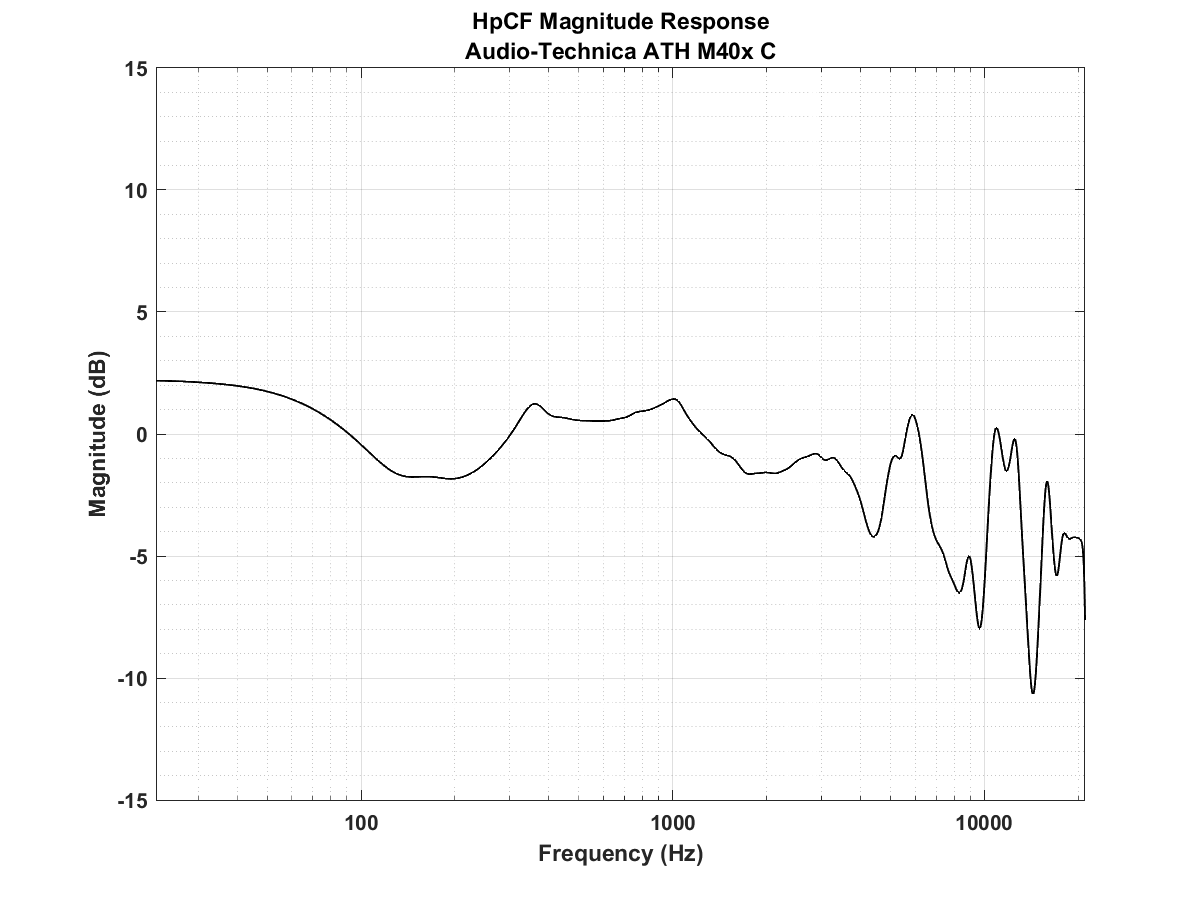 HpCF Magnitude Response
Audio-Technica ATH M40x C
15
10
5
0
-5
-10
-15
Magnitude (dB)
100
1000
10000
Frequency (Hz)